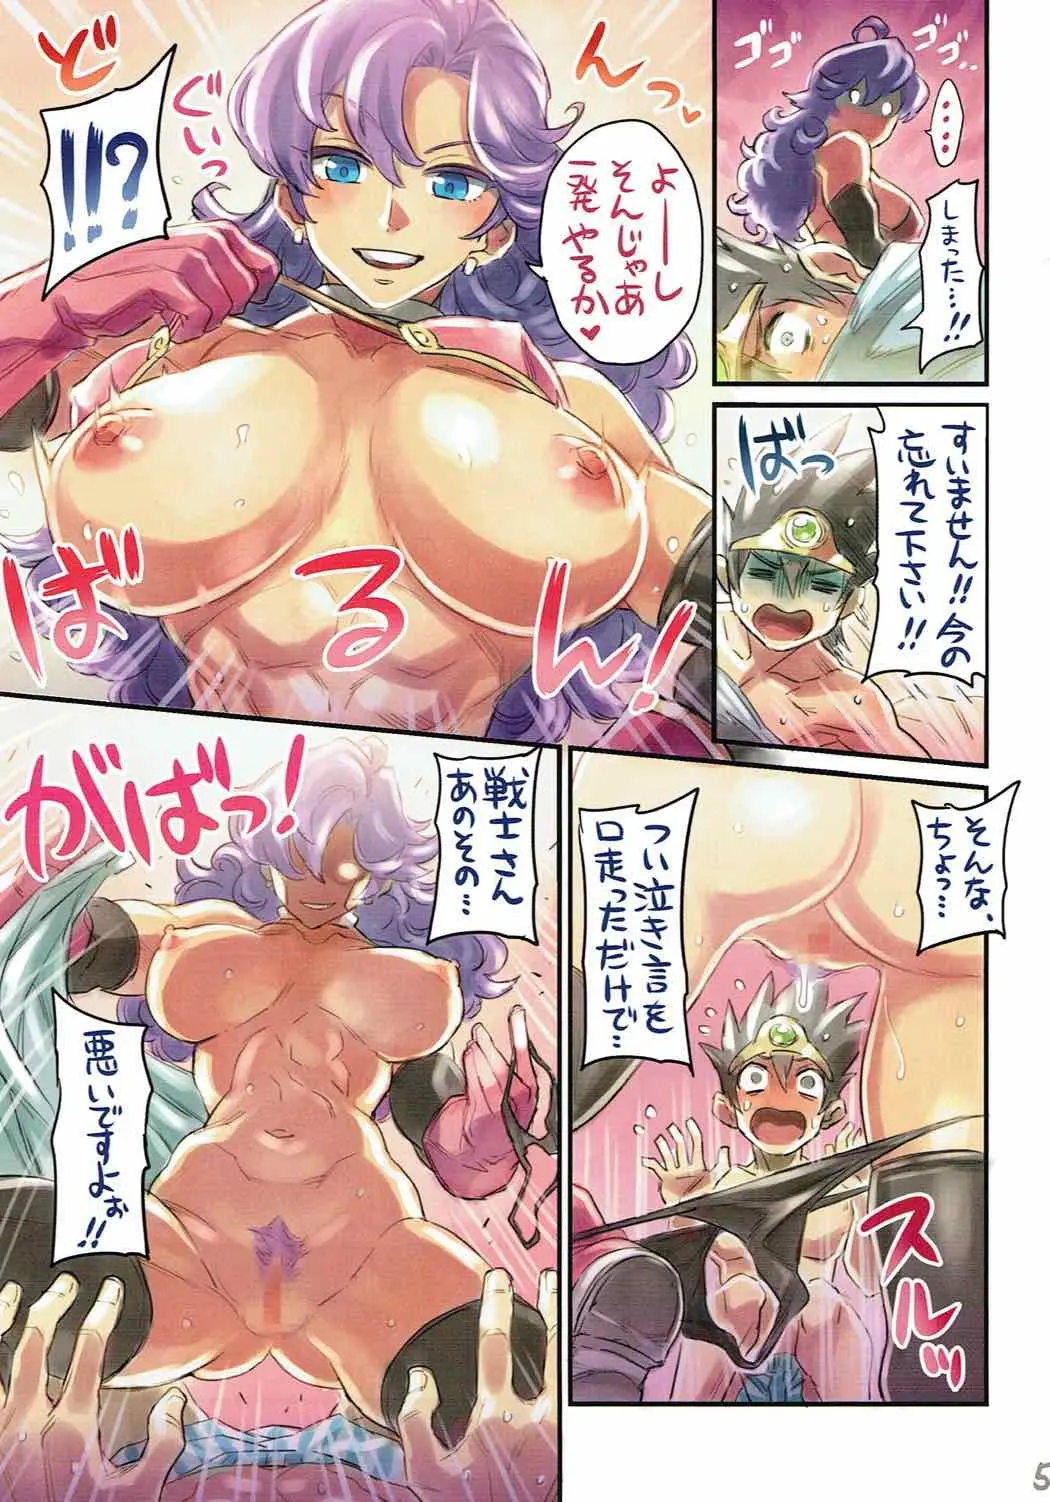 ・・・・
ゴゴゴゴ‥
しまった…!!
ばっ
すいません!!今の
忘れて下さい!!
どんっ♥
ぐいっ
!!?
よーし
そんじゃあ
一発やるか♥
ばるん!
そんな、
ちょっ…
つい泣き言を
口走っただけで…
スルルッ
がばっ!
戦士さん
あのその…
悪いですよぉ!!
5